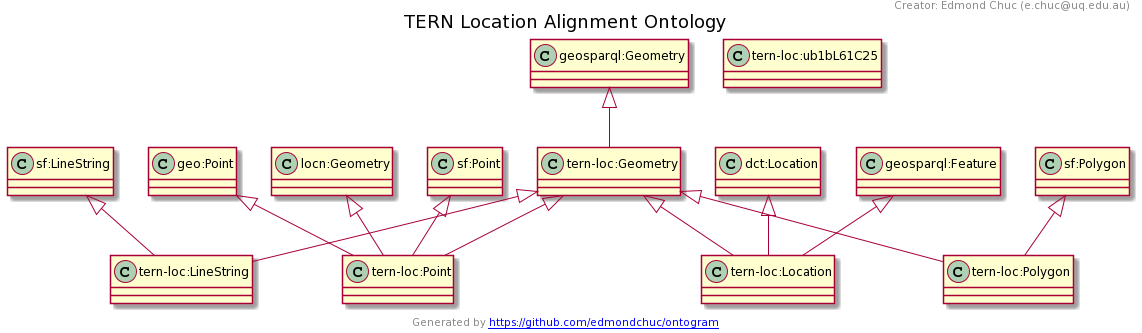 Creator: Edmond Chuc (e.chuc@uq.edu.au)
TERN Location Alignment Ontology
C geosparql:Geometry
C tern-loc:ub1bL61C25
C sf:LineString
C geo:Point
C locn:Geometry
C sf:Point
C tern-loc:Geometry
C dct:Location
C geosparql:Feature
C sf:Polygon
C tern-loc:LineString
C tern-loc:Point
C tern-loc:Location
C tern-loc:Polygon
Generated by https://github.com/edmondchuc/ontogram